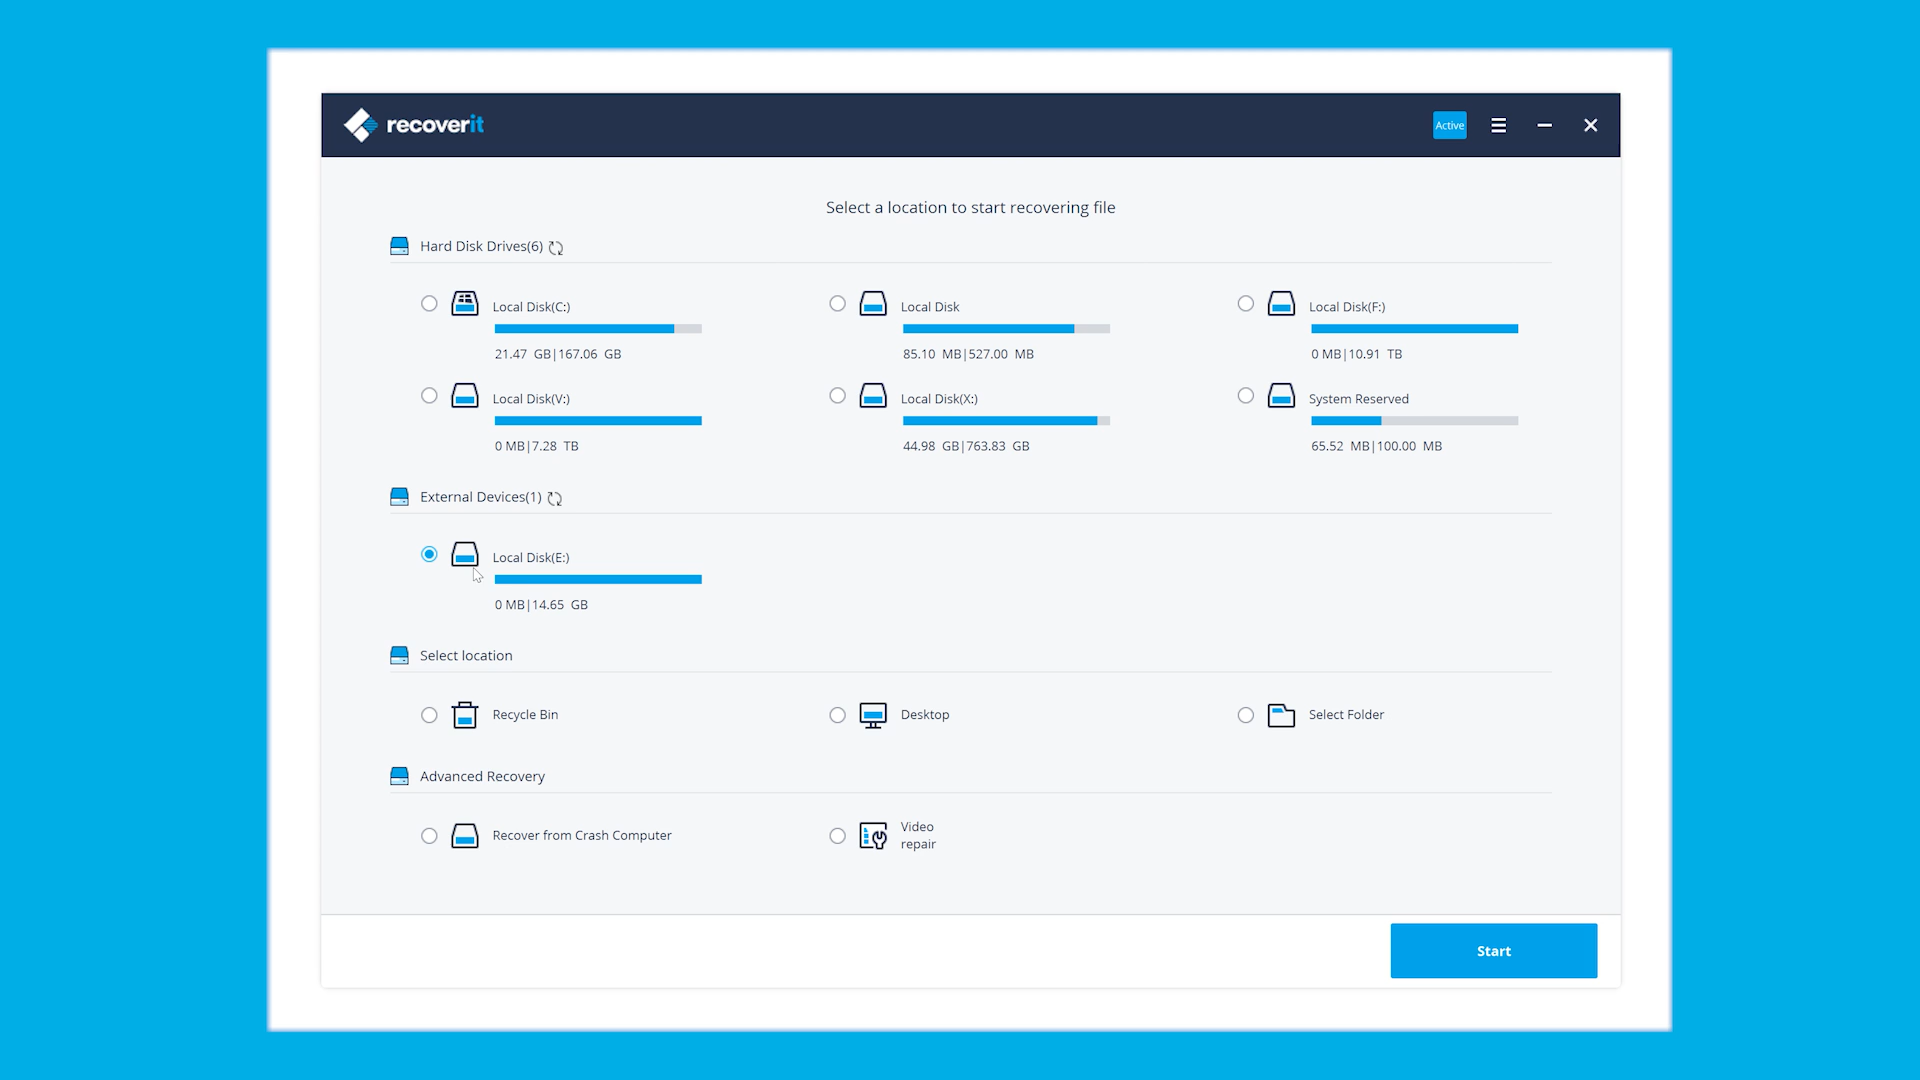 recoverit
Active
Select a location to start recovering file
Hard Disk Drives(6)
Local Disk(C:)
21.47 GB|167.06 GB
Local Disk
85.10 MB|527.00 MB
Local Disk(F:)
0 MB|10.91 TB
Local Disk(V:)
0 MB|7.28 TB
Local Disk(X:)
44.98 GB|763.83 GB
System Reserved
65.52 MB|100.00 MB
External Devices(1)
Local Disk(E:)
0 MB|14.65 GB
Select location
Recycle Bin
Desktop
Select Folder
Advanced Recovery
Recover from Crash Computer
Video
repair
Start